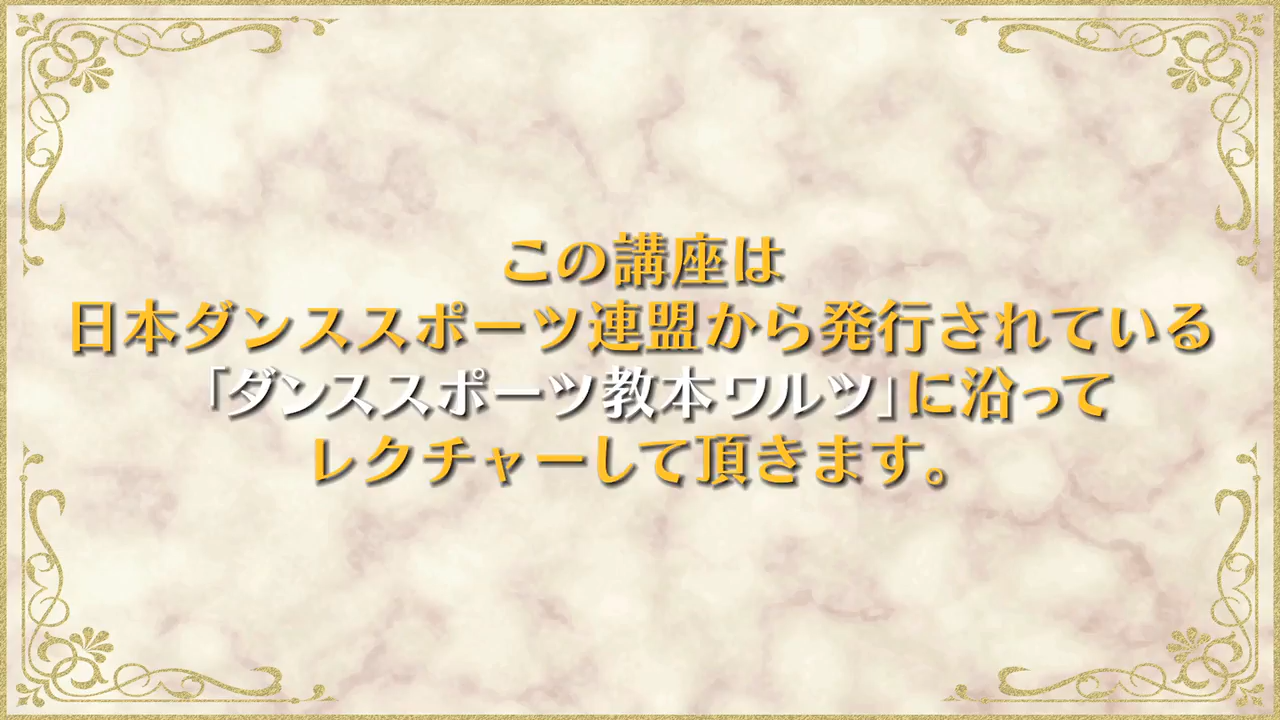 この講座は
日本ダンススポーツ連盟から発行されている
「ダンススポーツ教本ワルツ」に沿って
レクチャーして頂きます。